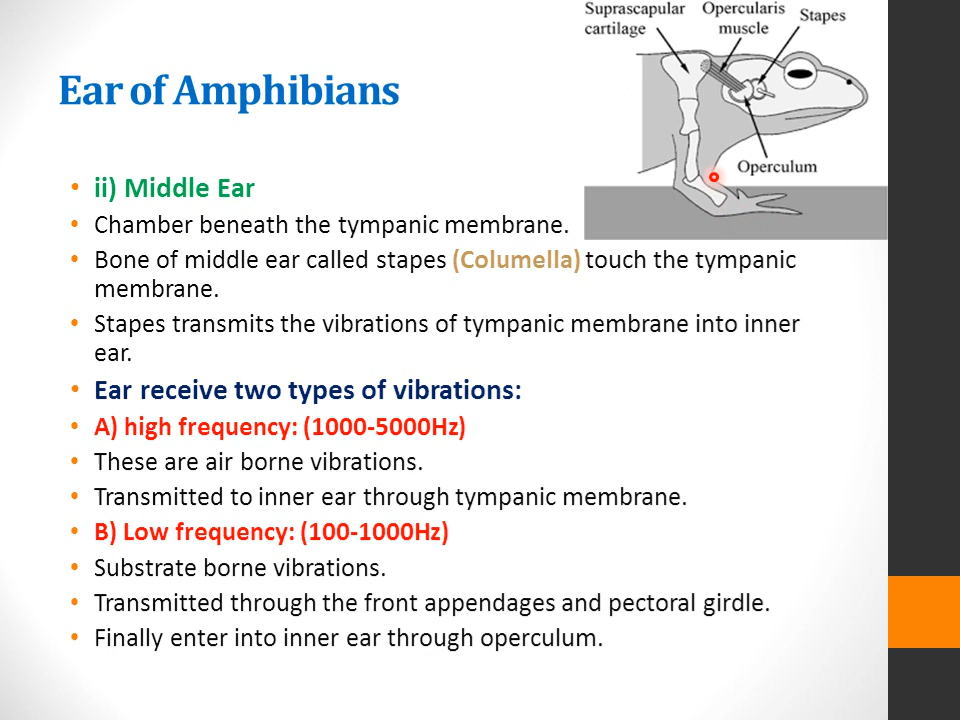 Suprascapular
cartilage
Opercularis
muscle
Stapes
Operculum
Ear of Amphibians
• ii) Middle Ear
• Chamber beneath the tympanic membrane.
• Bone of middle ear called stapes (Columella) touch the tympanic
membrane.
• Stapes transmits the vibrations of tympanic membrane into inner
ear.
• Ear receive two types of vibrations:
• A) high frequency: (1000-5000Hz)
• These are air borne vibrations.
• Transmitted to inner ear through tympanic membrane.
• B) Low frequency: (100-1000Hz)
• Substrate borne vibrations.
• Transmitted through the front appendages and pectoral girdle.
• Finally enter into inner ear through operculum.